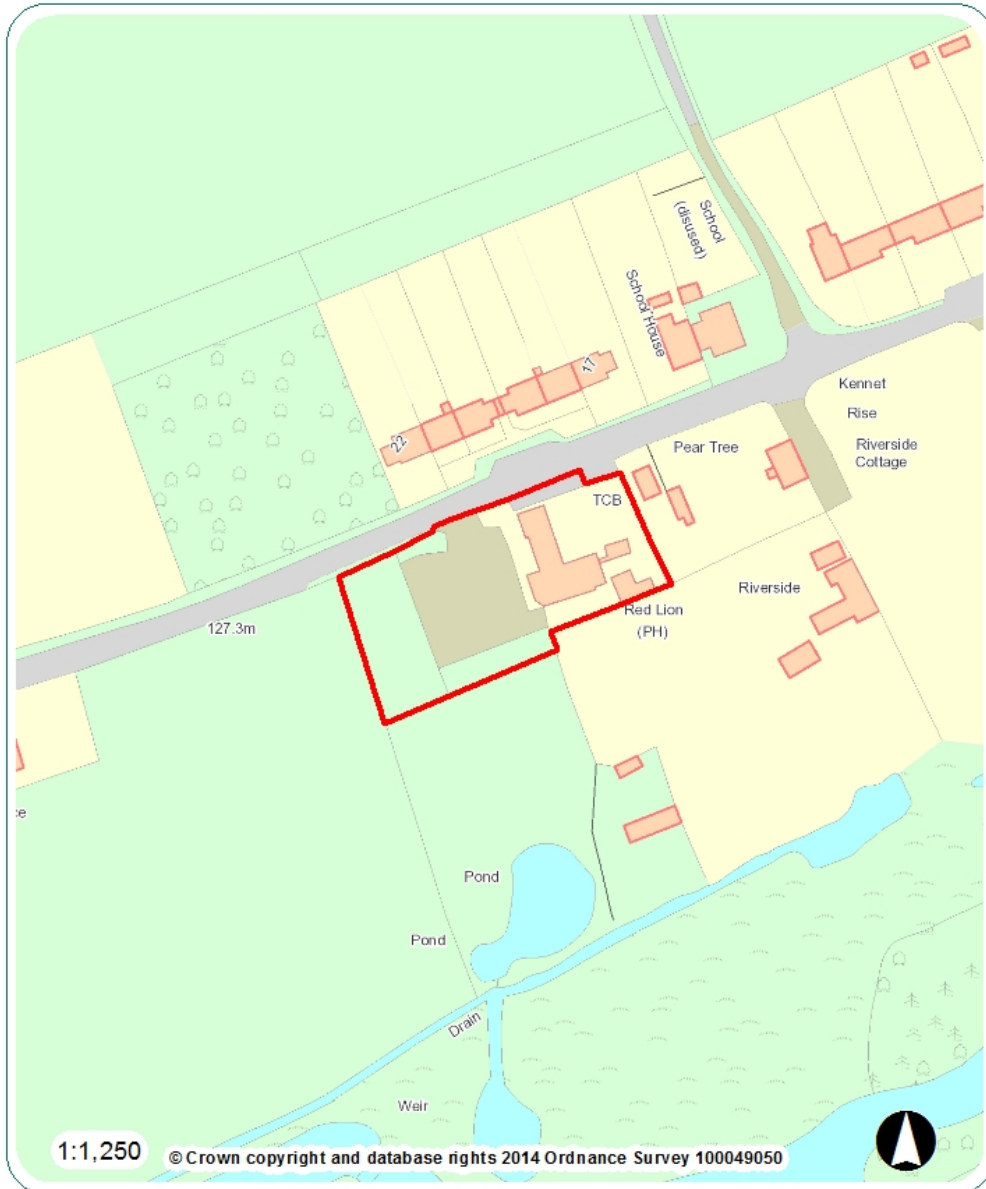 School
(disused)
School House
17
22
Kennet
Rise
Riverside
Cottage
Pear Tree
TCB
Riverside
Red Lion
(PH)
127.3m
ce
Pond
Pond
Drain
Weir
1:1,250
© Crown copyright and database rights 2014 Ordnance Survey 100049050